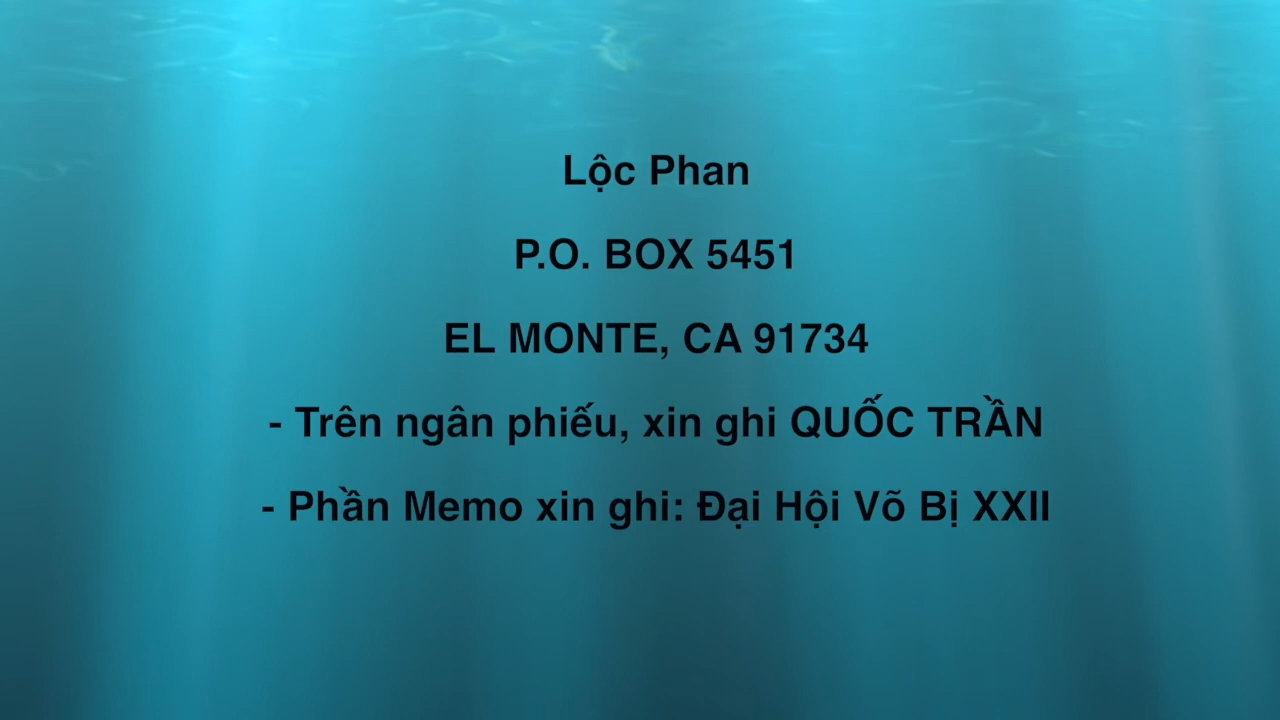 Lộc Phan
P.O. BOX 5451
EL MONTE, CA 91734
- Trên ngân phiếu, xin ghi QUỐC TRẦN
- Phần Memo xin ghi: Đại Hội Võ Bị XXII